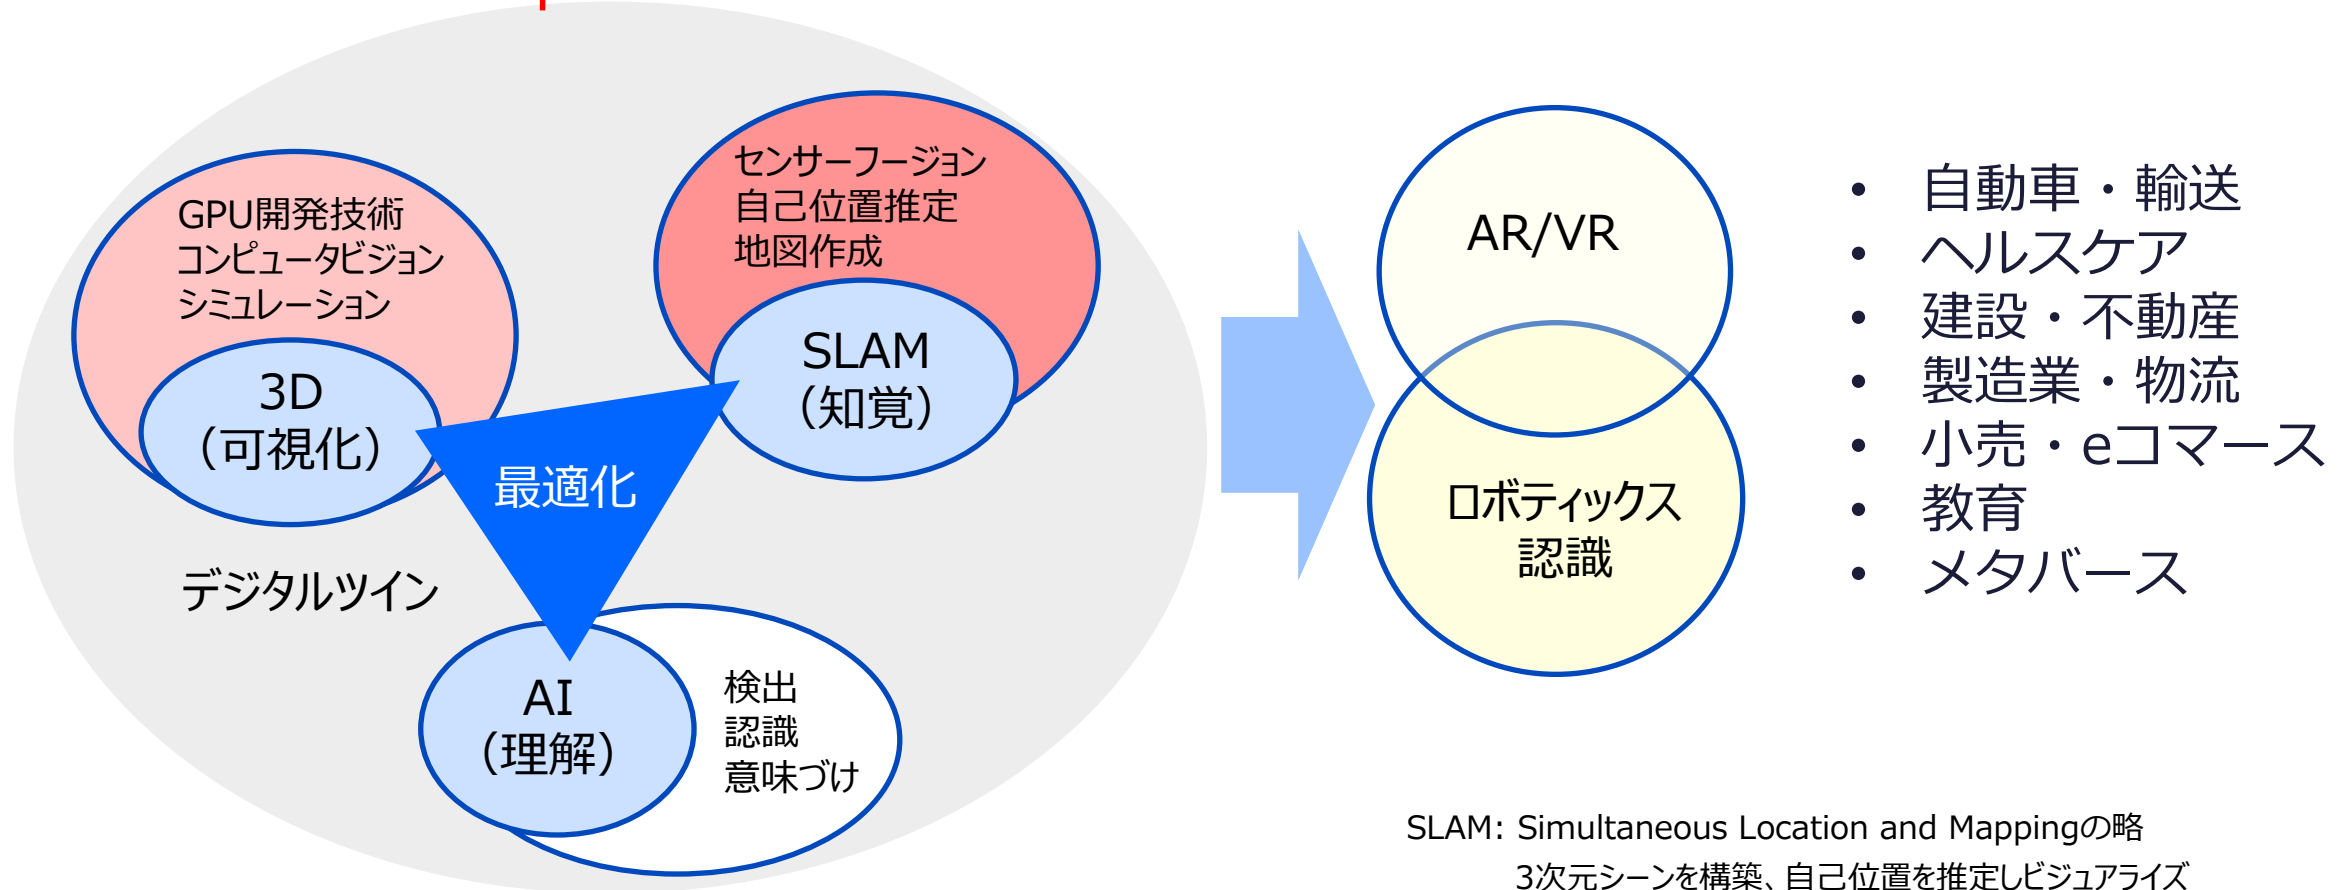 GPU開発技術
コンピュータビジョン
シミュレーション
3D
（可視化）
センサーフージョン
自己位置推定
地図作成
SLAM
（知覚）
最適化
デジタルツイン
AI
（理解）
検出
認識
意味づけ
AR/VR
ロボティックス
認識
• 自動車・輸送
• ヘルスケア
• 建設・不動産
• 製造業・物流
• 小売・eコマース
• 教育
• メタバース
SLAM: Simultaneous Location and Mappingの略
3次元シーンを構築、自己位置を推定しビジュアライズ